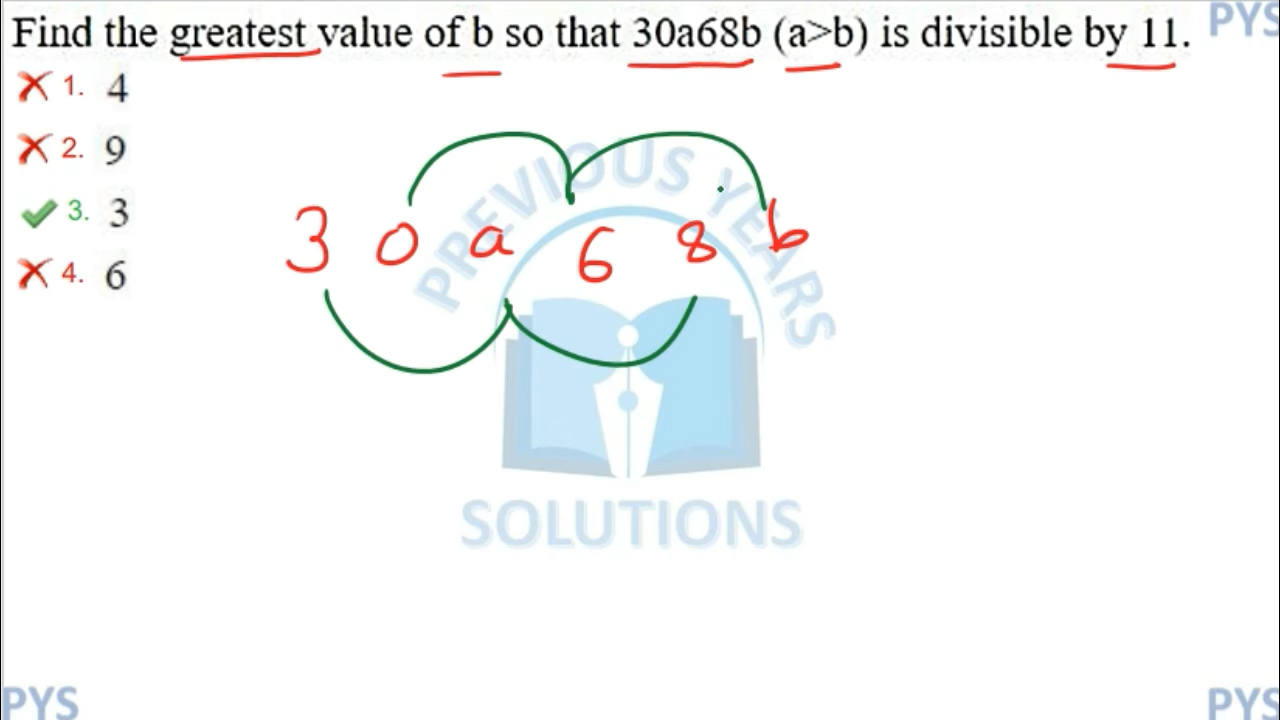 Find the greatest value of b so that 30a68b (a>b) is divisible by 11.
PYS
1. 4
2. 9
3. 3
4. 6
PREVIOUS YEARS
3 0 a 6 8 b
SOLUTIONS
PYS
PYS